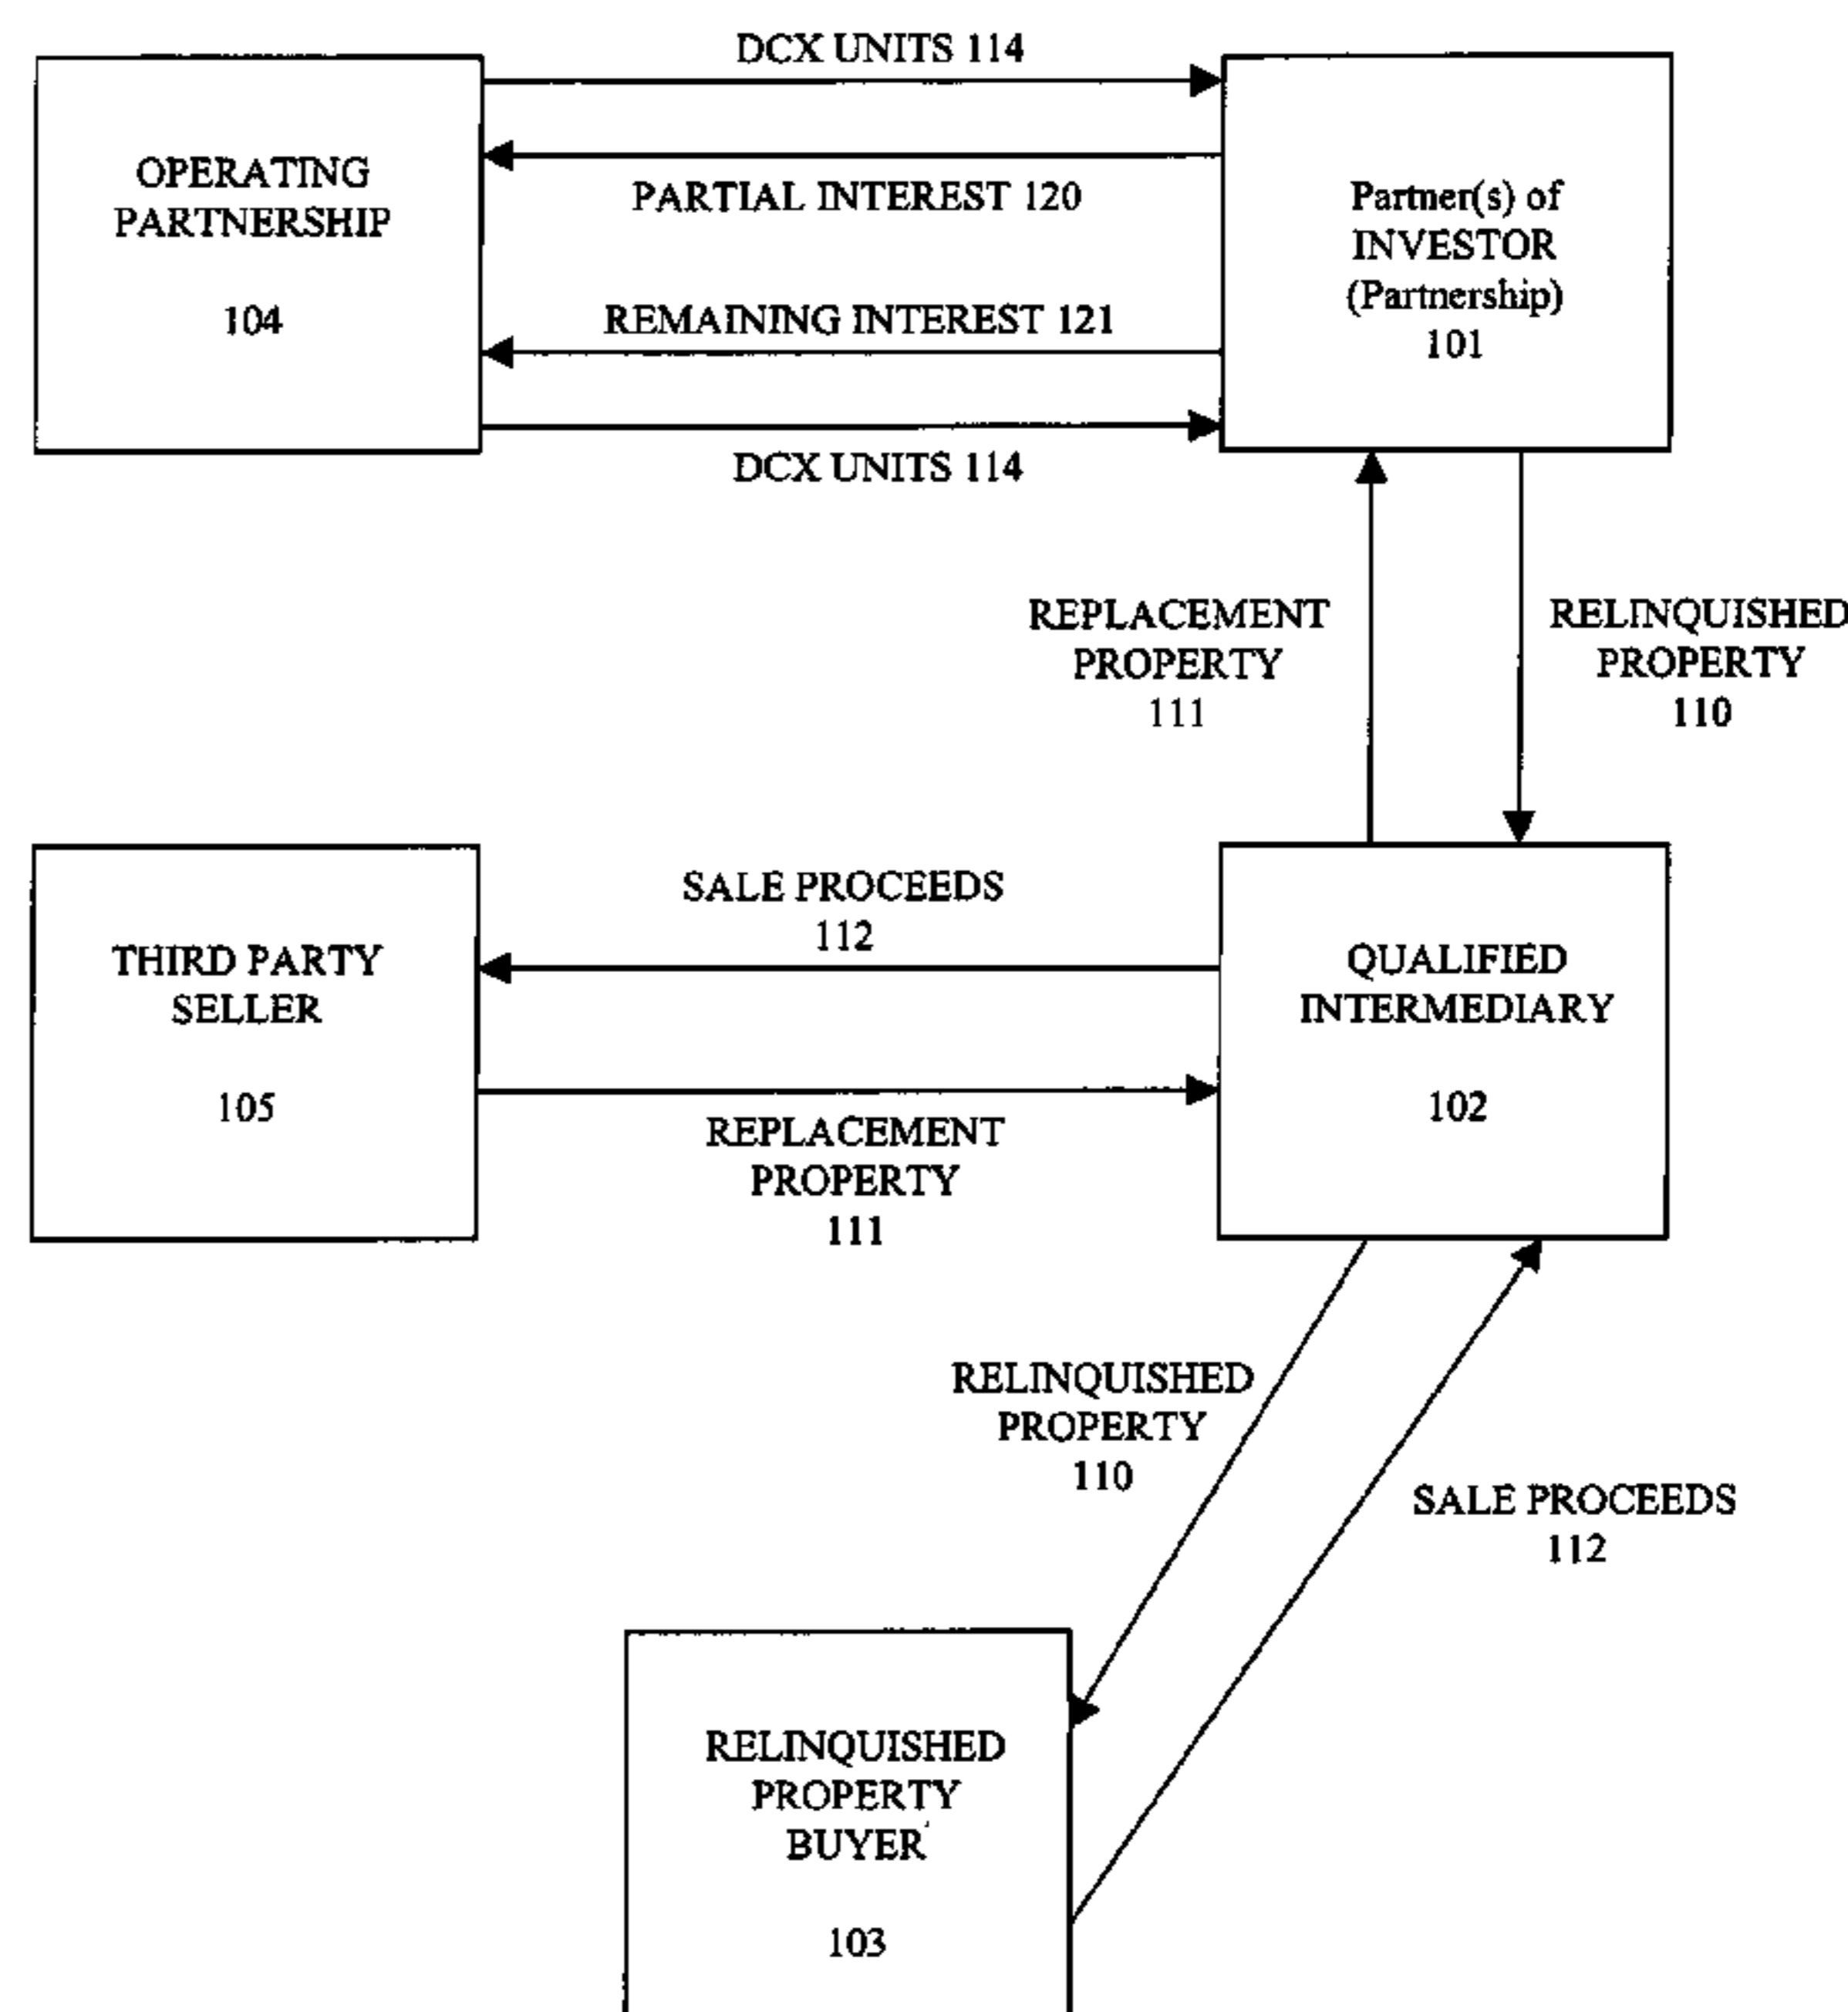 DCX UNITS 114
OPERATING
PARTNERSHIP
104
PARTIAL INTEREST 120
REMAINING INTEREST 121
DCX UNITS 114
Partner(s) of
INVESTOR
(Partnership)
101
REPLACEMENT
PROPERTY
111
RELINQUISHED
PROPERTY
110
THIRD PARTY
SELLER
105
SALE PROCEEDS
112
REPLACEMENT
PROPERTY
111
QUALIFIED
INTERMEDIARY
102
RELINQUISHED
PROPERTY
110
SALE PROCEEDS
112
RELINQUISHED
PROPERTY
BUYER
103